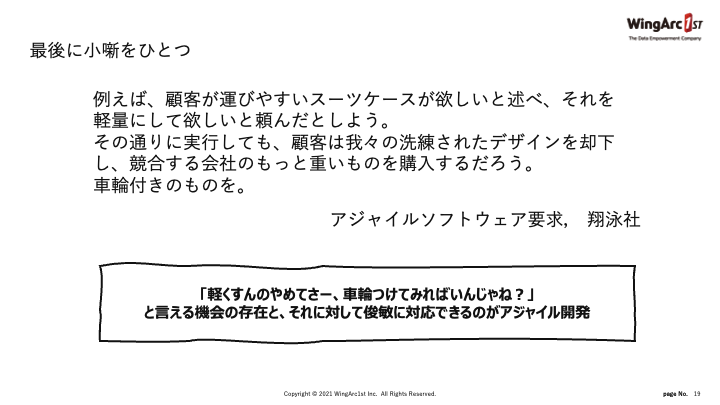 WingArc1ST
The Data Empowerment Company
最後に小噺をひとつ
例えば、顧客が運びやすいスーツケースが欲しいと述べ、それを
軽量にして欲しいと頼んだとしよう。
その通りに実行しても、顧客は我々の洗練されたデザインを却下
し、競合する会社のもっと重いものを購入するだろう。
車輪付きのものを。
アジャイルソフトウェア要求, 翔泳社
「軽くすんのやめてさー、車輪つけてみればいんじゃね？」
と言える機会の存在と、それに対して俊敏に対応できるのがアジャイル開発
Copyright © 2021 WingArc1st Inc. All Rights Reserved.
page No. 19